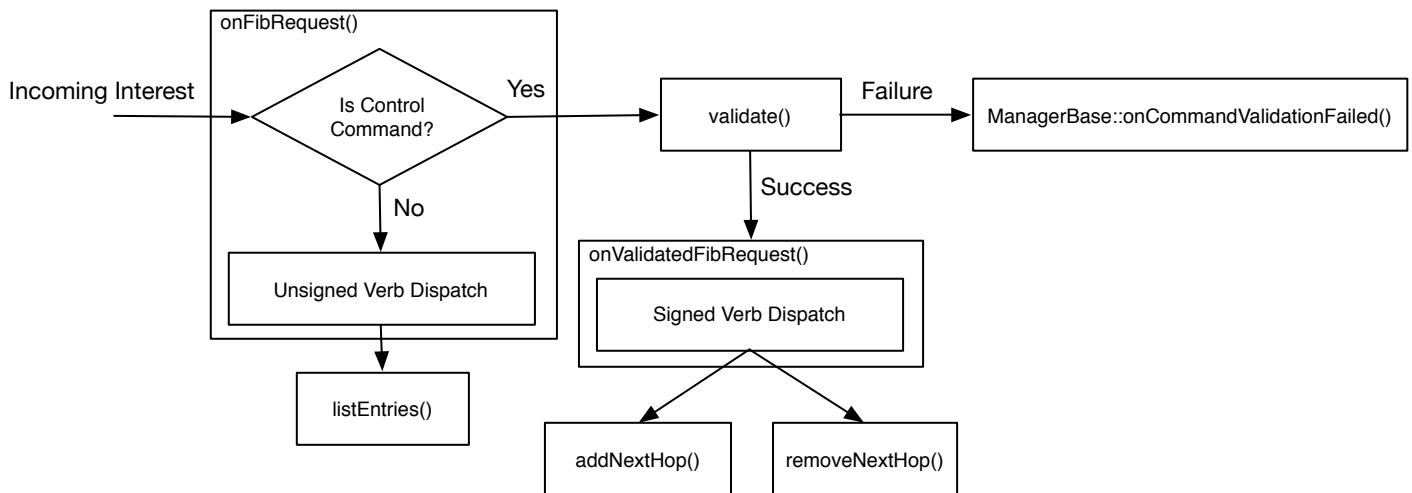 onFibRequest()
Incoming Interest
Is Control
Command?
Yes
validate()
Failure
ManagerBase::onCommandValidationFailed()
No
Success
Unsigned Verb Dispatch
onValidatedFibRequest()
Signed Verb Dispatch
listEntries()
addNextHop()
removeNextHop()